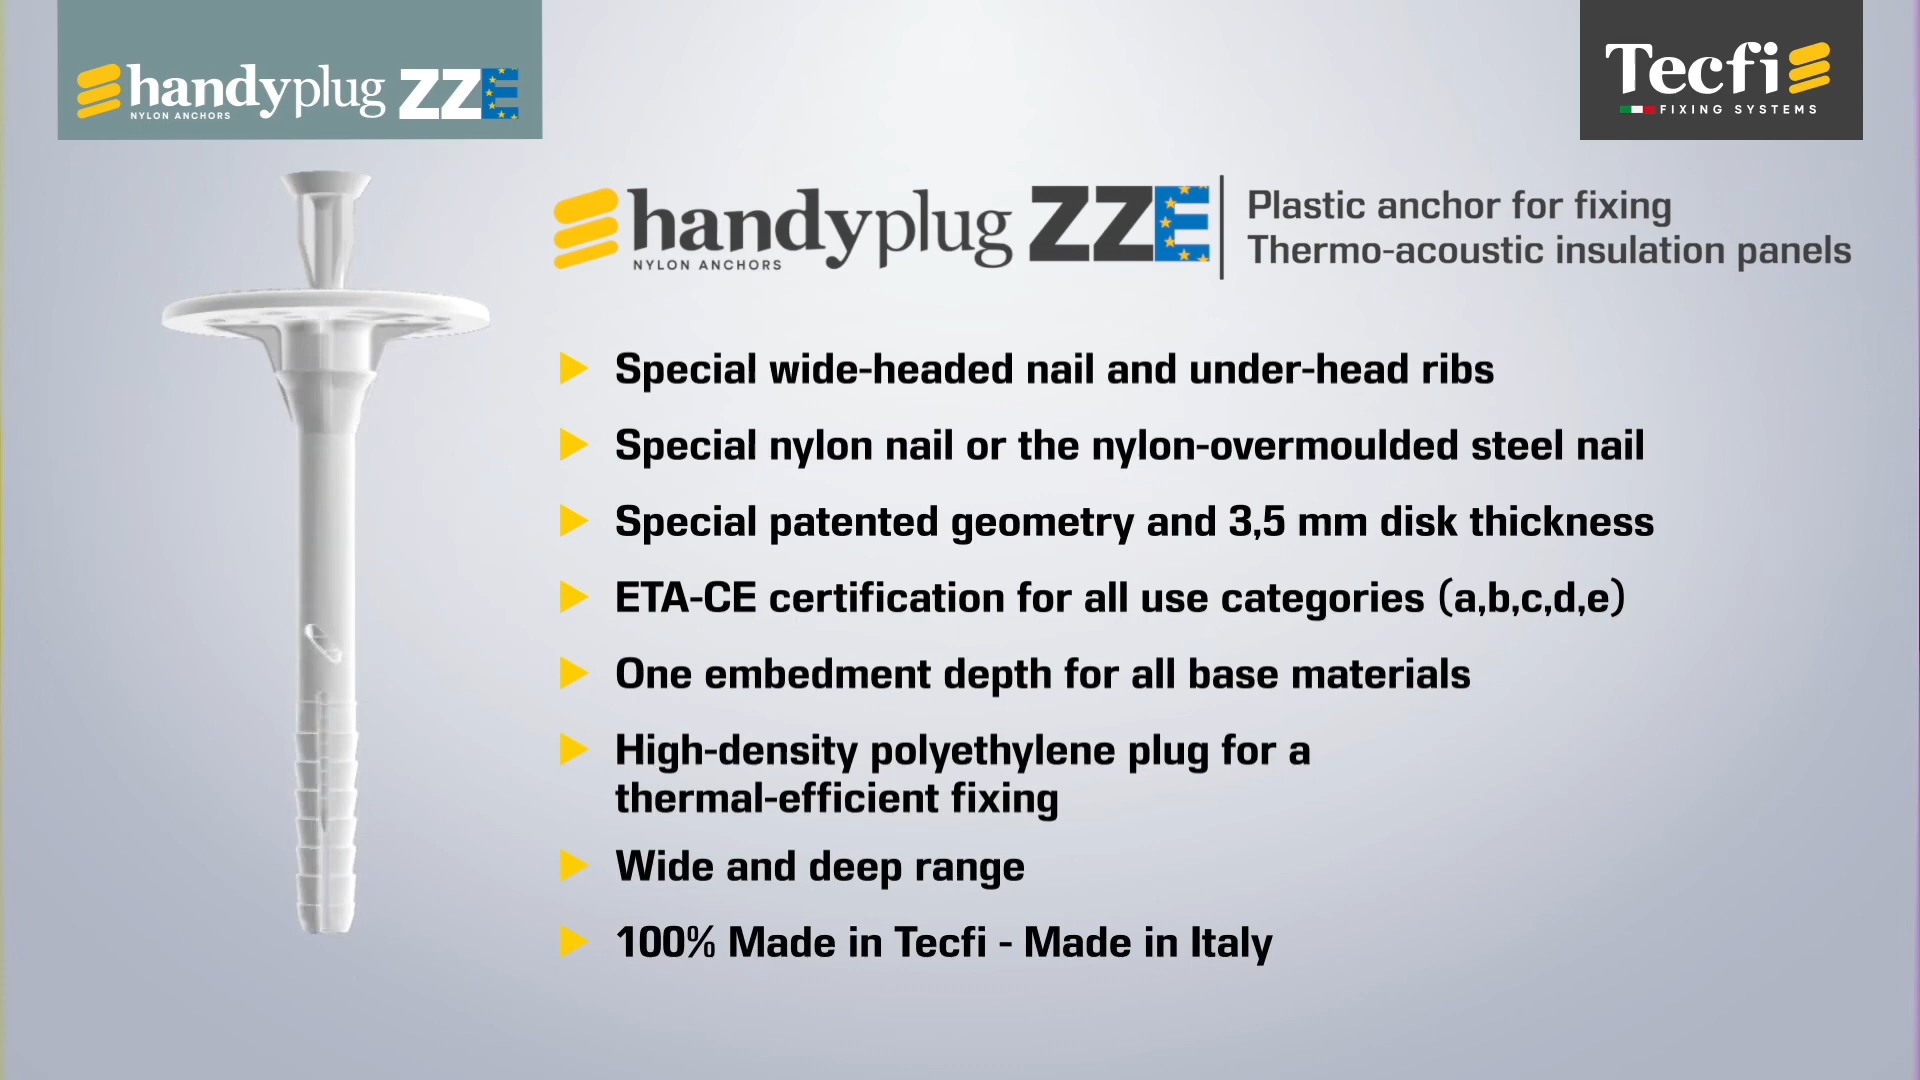 handyplug ZZE
NYLON ANCHORS
Tecfi
FIXING SYSTEMS
handyplug ZZE
NYLON ANCHORS
Plastic anchor for fixing
Thermo-acoustic insulation panels
Special wide-headed nail and under-head ribs
Special nylon nail or the nylon-overmoulded steel nail
Special patented geometry and 3,5 mm disk thickness
ETA-CE certification for all use categories (a,b,c,d,e)
One embedment depth for all base materials
High-density polyethylene plug for a
thermal-efficient fixing
Wide and deep range
100% Made in Tecfi - Made in Italy